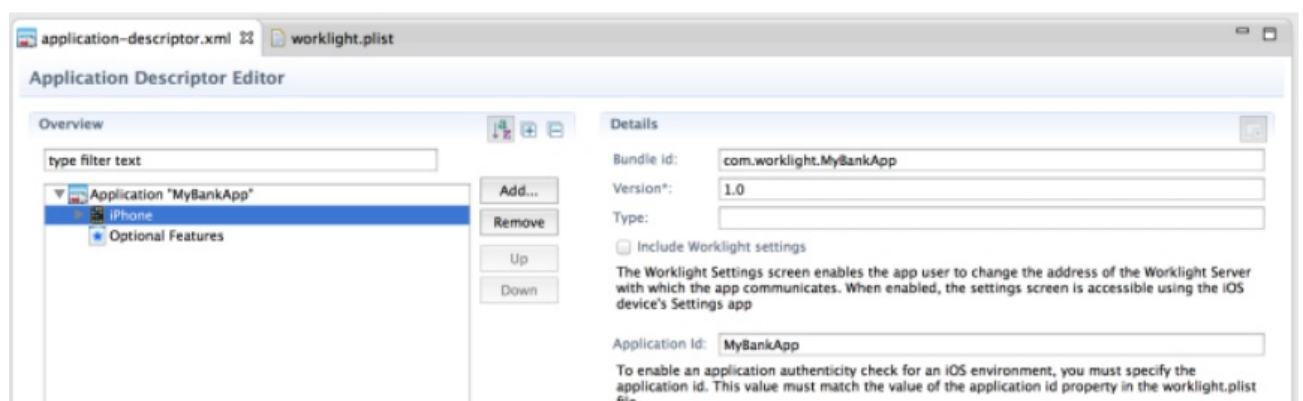 application-descriptor.xml worklight.plist
Application Descriptor Editor
Overview
type filter text
Application "MyBankApp"
iPhone
Optional Features
Add...
Remove
Up
Down
Details
Bundle id: com.worklight.MyBankApp
Version*: 1.0
Type:
Include Worklight settings
The Worklight Settings screen enables the app user to change the address of the Worklight Server
with which the app communicates. When enabled, the settings screen is accessible using the iOS
device's Settings app
Application Id: MyBankApp
To enable an application authenticity check for an iOS environment, you must specify the
application id. This value must match the value of the application id property in the worklight.plist
file